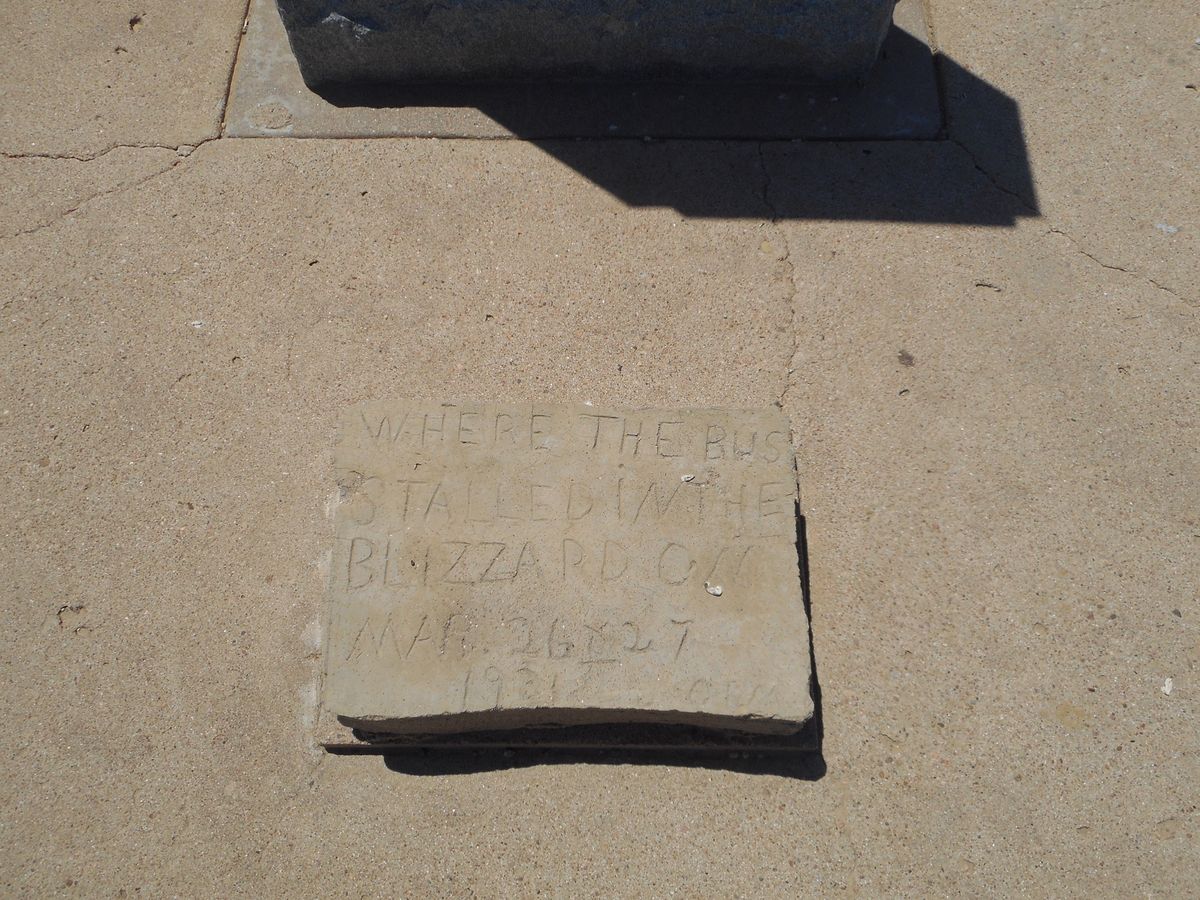 WHERE THE BUS
STALLED IN THE
BLIZZARD ON
MAR. 26 & 27
1931